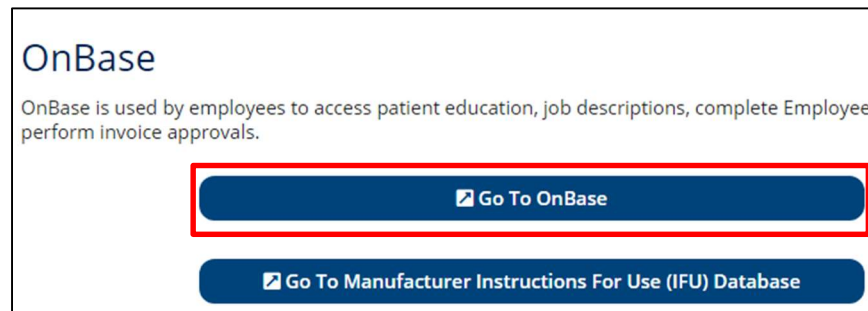 OnBase
OnBase is used by employees to access patient education, job descriptions, complete Employee
perform invoice approvals.
Go To OnBase
Go To Manufacturer Instructions For Use (IFU) Database